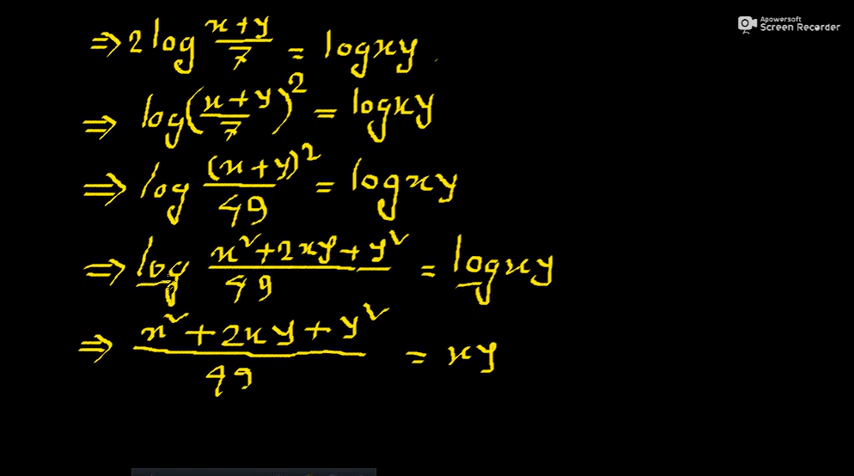 Apowersoft
Screen Recorder
⇒ 2 log (x+y)/7 = log xy
⇒ log((x+y)/7)² = log xy
⇒ log (x+y)²/49 = log xy
⇒ log (x²+2xy+y²)/49 = log xy
⇒ (x²+2xy+y²)/49 = xy